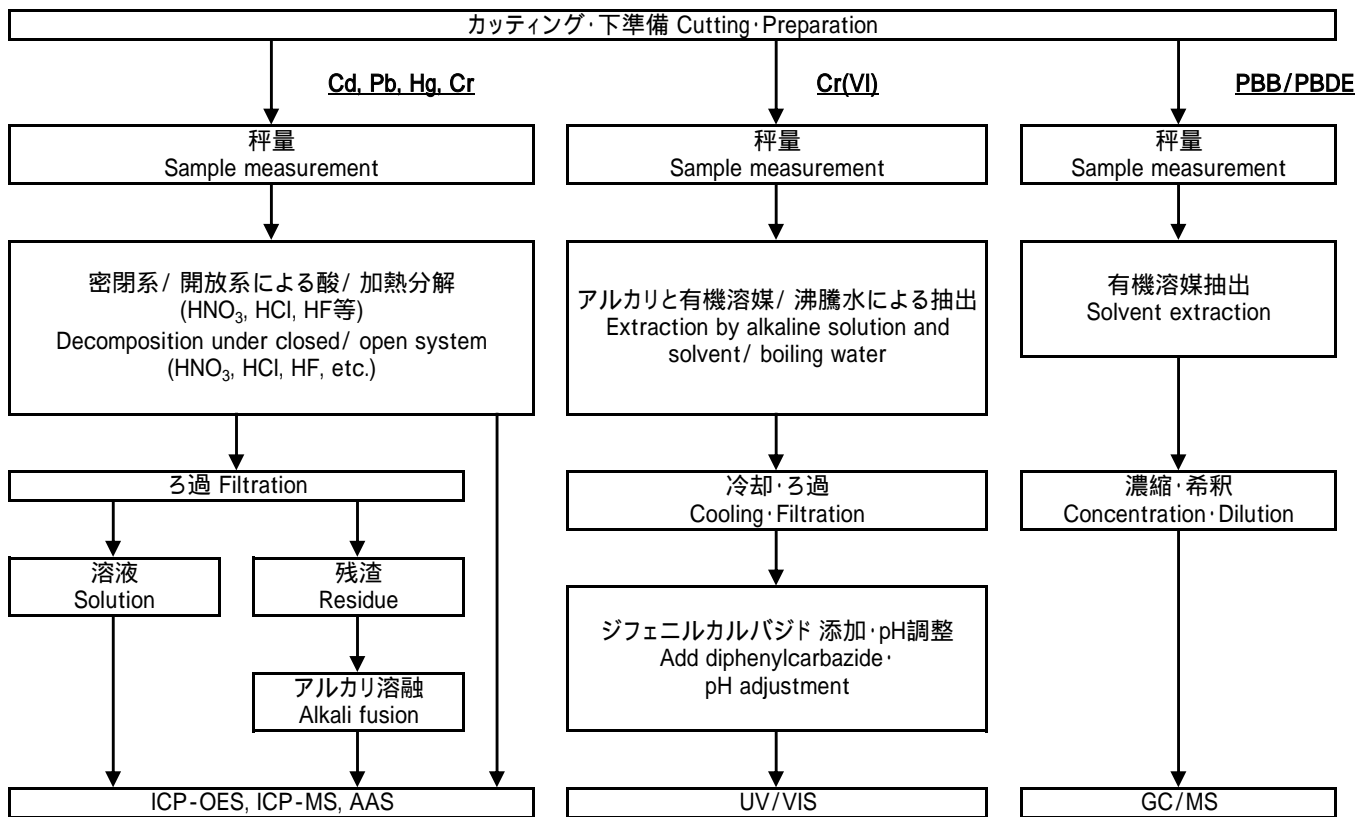 カッティング・下準備 Cutting・Preparation
Cd, Pb, Hg, Cr
Cr(VI)
PBB/PBDE
秤量
Sample measurement
秤量
Sample measurement
秤量
Sample measurement
密閉系/ 開放系による酸/ 加熱分解
(HNO₃, HCl, HF等)
Decomposition under closed/ open system
(HNO₃, HCl, HF, etc.)
アルカリと有機溶媒/ 沸騰水による抽出
Extraction by alkaline solution and
solvent/ boiling water
有機溶媒抽出
Solvent extraction
ろ過 Filtration
冷却・ろ過
Cooling・Filtration
濃縮・希釈
Concentration・Dilution
溶液
Solution
残渣
Residue
アルカリ溶融
Alkali fusion
ジフェニルカルバジド 添加・pH調整
Add diphenylcarbazide・
pH adjustment
ICP-OES, ICP-MS, AAS
UV/VIS
GC/MS